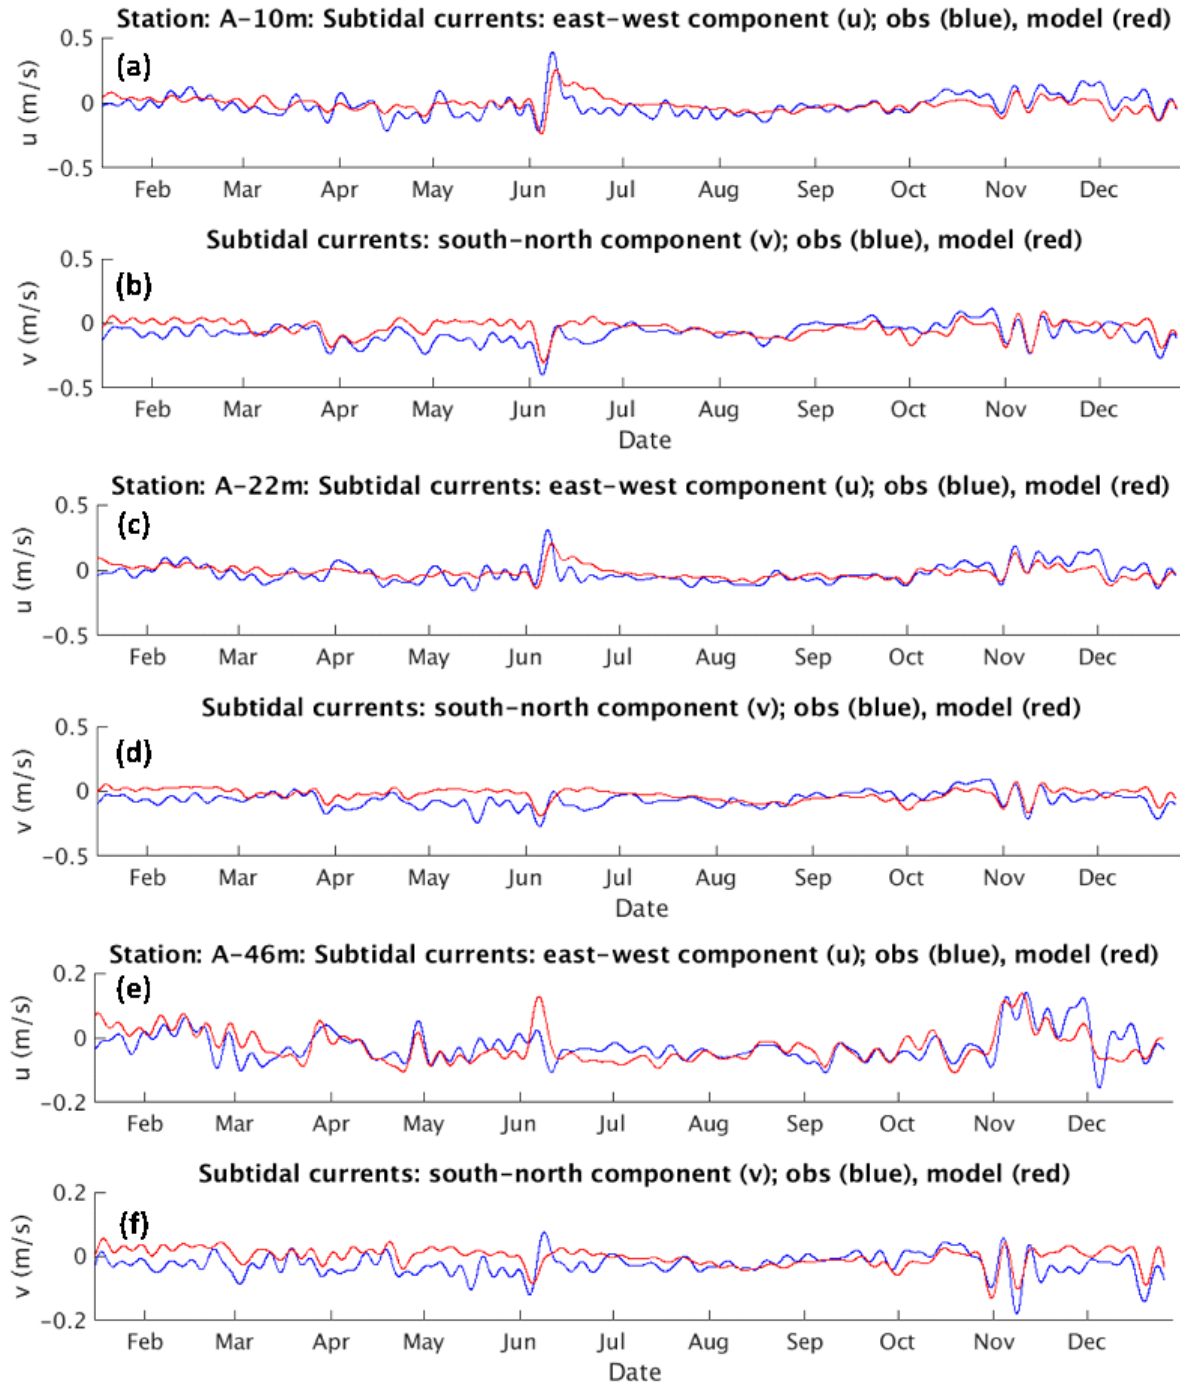 Station: A-10m: Subtidal currents: east-west component (u); obs (blue), model (red)
(a)
0.5
0
-0.5
u (m/s)
Feb Mar Apr May Jun Jul Aug Sep Oct Nov Dec
Subtidal currents: south-north component (v); obs (blue), model (red)
(b)
0.5
0
-0.5
v (m/s)
Feb Mar Apr May Jun Jul Aug Sep Oct Nov Dec
Date
Station: A-22m: Subtidal currents: east-west component (u); obs (blue), model (red)
(c)
0.5
0
-0.5
u (m/s)
Feb Mar Apr May Jun Jul Aug Sep Oct Nov Dec
Subtidal currents: south-north component (v); obs (blue), model (red)
(d)
0.5
0
-0.5
v (m/s)
Feb Mar Apr May Jun Jul Aug Sep Oct Nov Dec
Date
Station: A-46m: Subtidal currents: east-west component (u); obs (blue), model (red)
(e)
0.2
0
-0.2
u (m/s)
Feb Mar Apr May Jun Jul Aug Sep Oct Nov Dec
Subtidal currents: south-north component (v); obs (blue), model (red)
(f)
0.2
0
-0.2
v (m/s)
Feb Mar Apr May Jun Jul Aug Sep Oct Nov Dec
Date